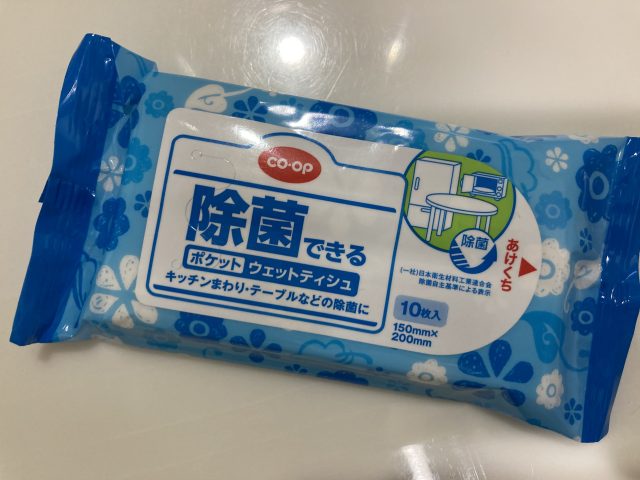 co·op
除菌できる
ポケット ウェットティシュ
キッチンまわり・テーブルなどの除菌に
除菌
あけくち
(一社)日本衛生材料工業連合会
除菌自主基準による表示
10枚入
150mm×
200mm